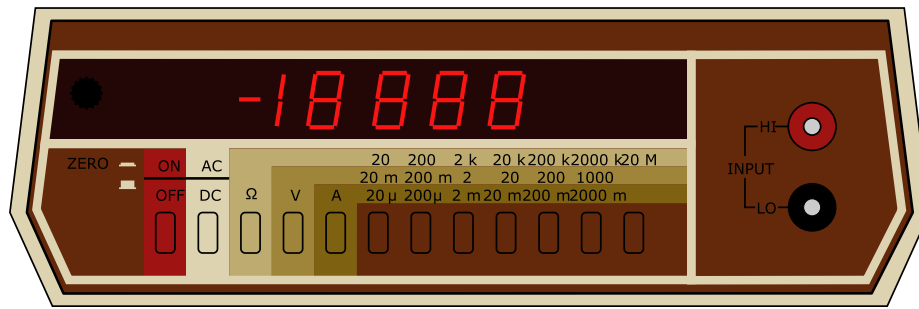 -18888
ZERO ON AC 20 200 2 k 20 k 200 k 2000 k 20 M
20 m 200 m 2 20 200 1000
OFF DC Ω V A 20 µ 200µ 2 m 20 m 200 m 2000 m
HI
INPUT
LO